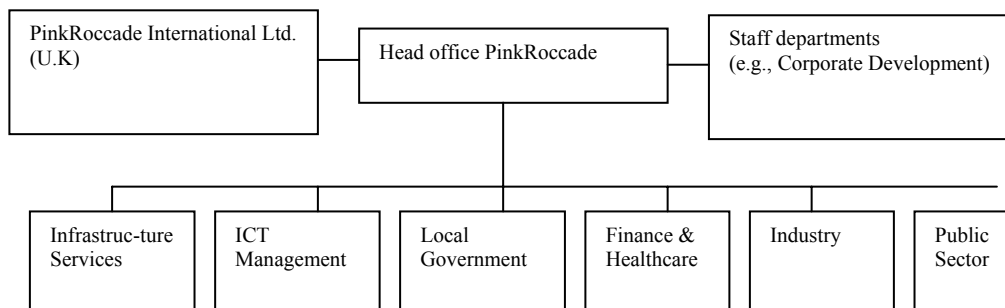 PinkRoccade International Ltd.
(U.K)
Head office PinkRoccade
Staff departments
(e.g., Corporate Development)
Infrastruc-ture
Services
ICT
Management
Local
Government
Finance &
Healthcare
Industry
Public
Sector